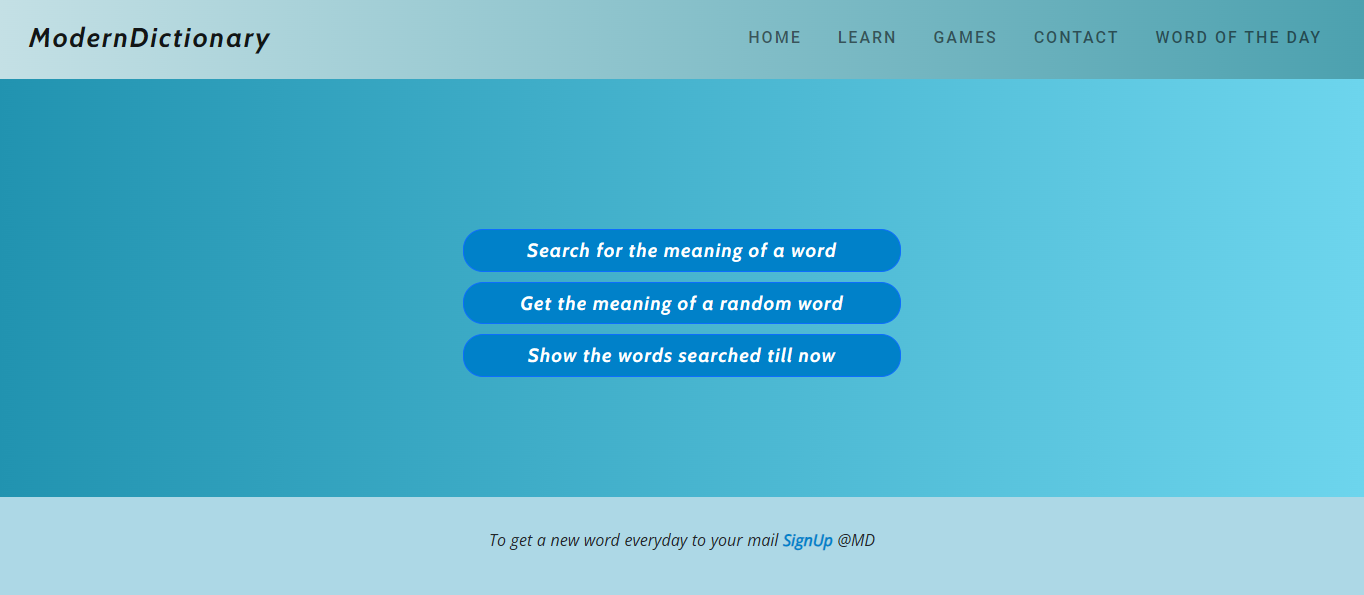 ModernDictionary
HOME LEARN GAMES CONTACT WORD OF THE DAY
Search for the meaning of a word
Get the meaning of a random word
Show the words searched till now
To get a new word everyday to your mail SignUp @MD